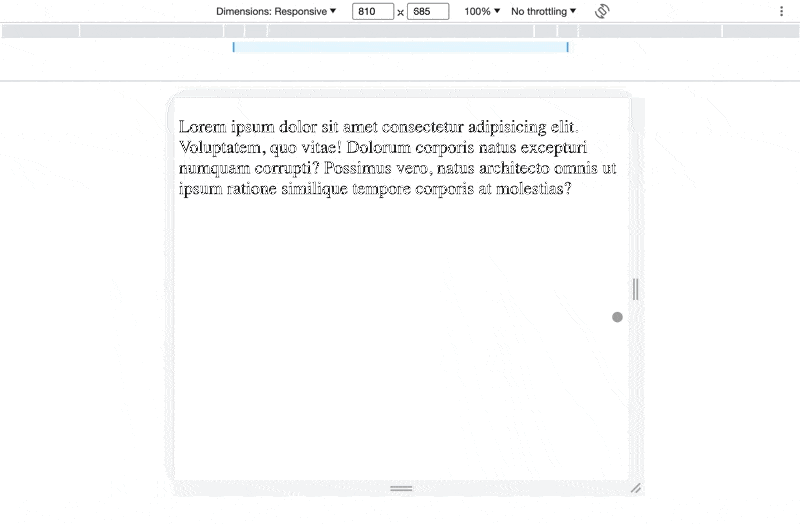 Dimensions: Responsive ▼ 810 x 685 100% ▼ No throttling ▼
Lorem ipsum dolor sit amet consectetur adipisicing elit.
Voluptatem, quo vitae! Dolorum corporis natus excepturi
numquam corrupti? Possimus vero, natus architecto omnis ut
ipsum ratione similique tempore corporis at molestias?